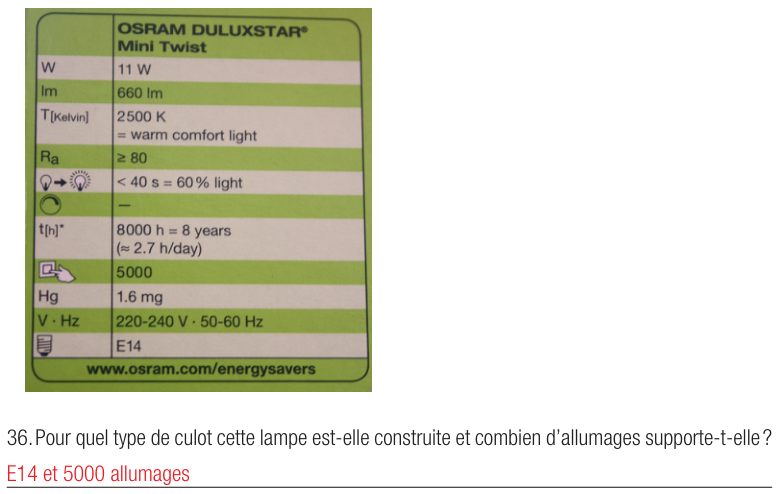 OSRAM DULUXSTAR®
Mini Twist
W 11 W
lm 660 lm
T[Kelvin] 2500 K
= warm comfort light
Ra ≥ 80
< 40 s = 60 % light
—
t[h]* 8000 h = 8 years
(≈ 2.7 h/day)
5000
Hg 1.6 mg
V · Hz 220-240 V · 50-60 Hz
E14
www.osram.com/energysavers
36. Pour quel type de culot cette lampe est-elle construite et combien d’allumages supporte-t-elle ?
E14 et 5000 allumages